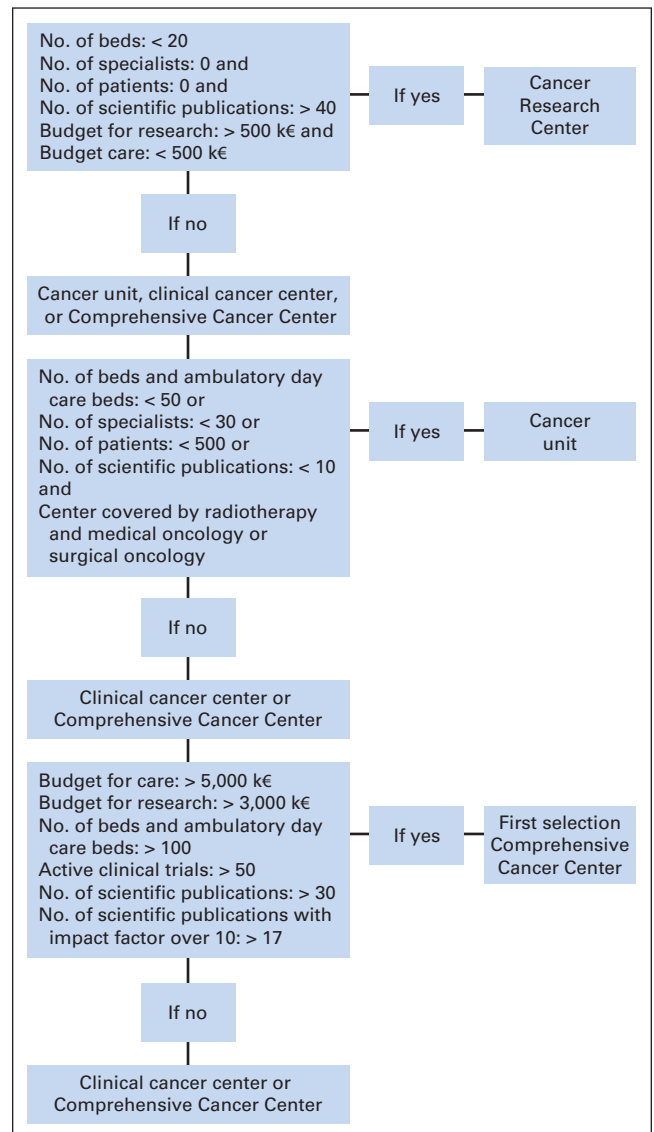 No. of beds: < 20
No. of specialists: 0 and
No. of patients: 0 and
No. of scientific publications: > 40
Budget for research: > 500 k€ and
Budget care: < 500 k€
If yes
Cancer
Research
Center
If no
Cancer unit, clinical cancer center,
or Comprehensive Cancer Center
No. of beds and ambulatory day
care beds: < 50 or
No. of specialists: < 30 or
No. of patients: < 500 or
No. of scientific publications: < 10
and
Center covered by radiotherapy
and medical oncology or
surgical oncology
If yes
Cancer
unit
If no
Clinical cancer center or
Comprehensive Cancer Center
Budget for care: > 5,000 k€
Budget for research: > 3,000 k€
No. of beds and ambulatory day
care beds: > 100
Active clinical trials: > 50
No. of scientific publications: > 30
No. of scientific publications with
impact factor over 10: > 17
If yes
First selection
Comprehensive
Cancer Center
If no
Clinical cancer center or
Comprehensive Cancer Center